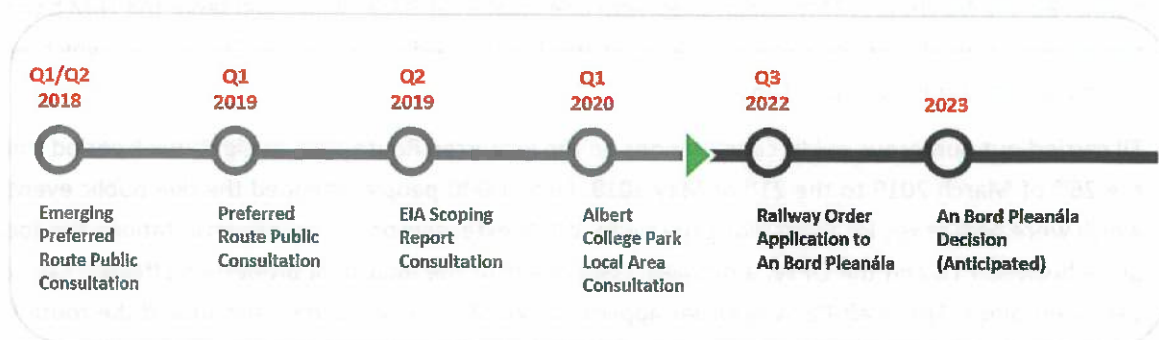 Q1/Q2
2018
Q1
2019
Q2
2019
Q1
2020
Q3
2022
2023
Emerging
Preferred
Route Public
Consultation
Preferred
Route Public
Consultation
EIA Scoping
Report
Consultation
Albert
College Park
Local Area
Consultation
Railway Order
Application to
An Bord Pleanála
An Bord Pleanála
Decision
(Anticipated)